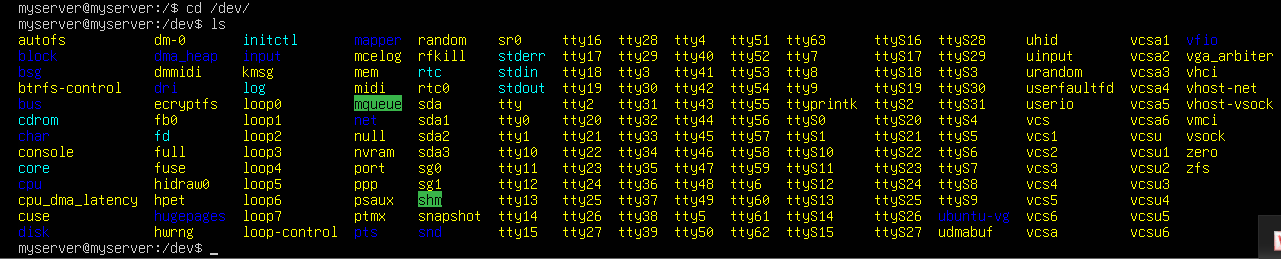 myserver@myserver:/$ cd /dev/
myserver@myserver:/dev$ ls
autofs dm-0 initctl mapper random sr0 tty16 tty28 tty4 tty51 tty63 ttyS16 ttyS28 uhid vcsa1 vfio
block dma_heap input mcelog rfkill stderr tty17 tty29 tty40 tty52 tty7 ttyS17 ttyS29 uinput vcsa2 vga_arbiter
bsg dmmidi kmsg mem rtc stdin tty18 tty3 tty41 tty53 tty8 ttyS18 ttyS3 urandom vcsa3 vhci
btrfs-control dri log midi rtc0 stdout tty19 tty30 tty42 tty54 tty9 ttyS19 ttyS30 userfaultfd vcsa4 vhost-net
bus ecryptfs loop0 mqueue sda tty tty2 tty31 tty43 tty55 ttyprintk ttyS2 ttyS31 userio vcsa5 vhost-vsock
cdrom fb0 loop1 net sda1 tty0 tty20 tty32 tty44 tty56 ttyS0 ttyS20 ttyS4 vcs vcsa6 vmci
char fd loop2 null sda2 tty1 tty21 tty33 tty45 tty57 ttyS1 ttyS21 ttyS5 vcs1 vcsu vsock
console full loop3 nvram sda3 tty10 tty22 tty34 tty46 tty58 ttyS10 ttyS22 ttyS6 vcs2 vcsu1 zero
core fuse loop4 port sg0 tty11 tty23 tty35 tty47 tty59 ttyS11 ttyS23 ttyS7 vcs3 vcsu2 zfs
cpu hidraw0 loop5 ppp sg1 tty12 tty24 tty36 tty48 tty6 ttyS12 ttyS24 ttyS8 vcs4 vcsu3
cpu_dma_latency hpet loop6 psaux shm tty13 tty25 tty37 tty49 tty60 ttyS13 ttyS25 ttyS9 vcs5 vcsu4
cuse hugepages loop7 ptmx snapshot tty14 tty26 tty38 tty5 tty61 ttyS14 ttyS26 ubuntu-vg vcs6 vcsu5
disk hwrng loop-control pts snd tty15 tty27 tty39 tty50 tty62 ttyS15 ttyS27 udmabuf vcsa vcsu6
myserver@myserver:/dev$ _